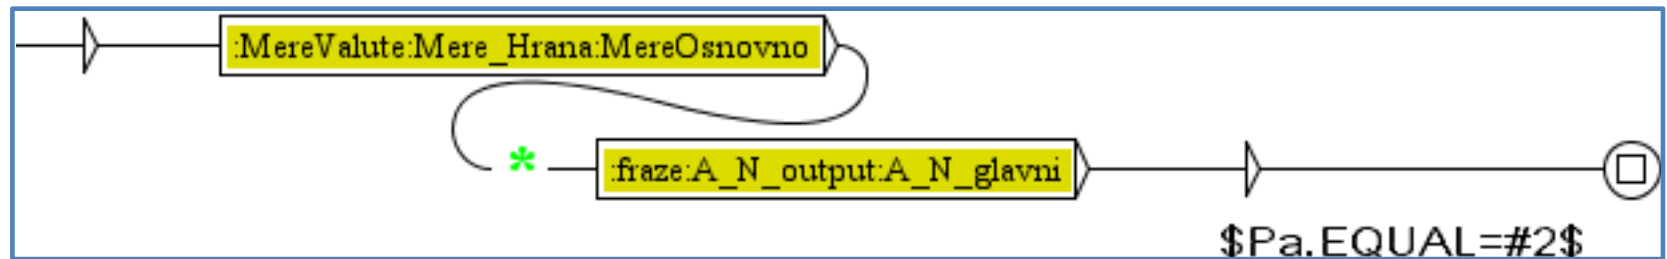 :MereValute:Mere_Hrana:MereOsnovno
* :fraze:A_N_output:A_N_glavni
$Pa.EQUAL=#2$